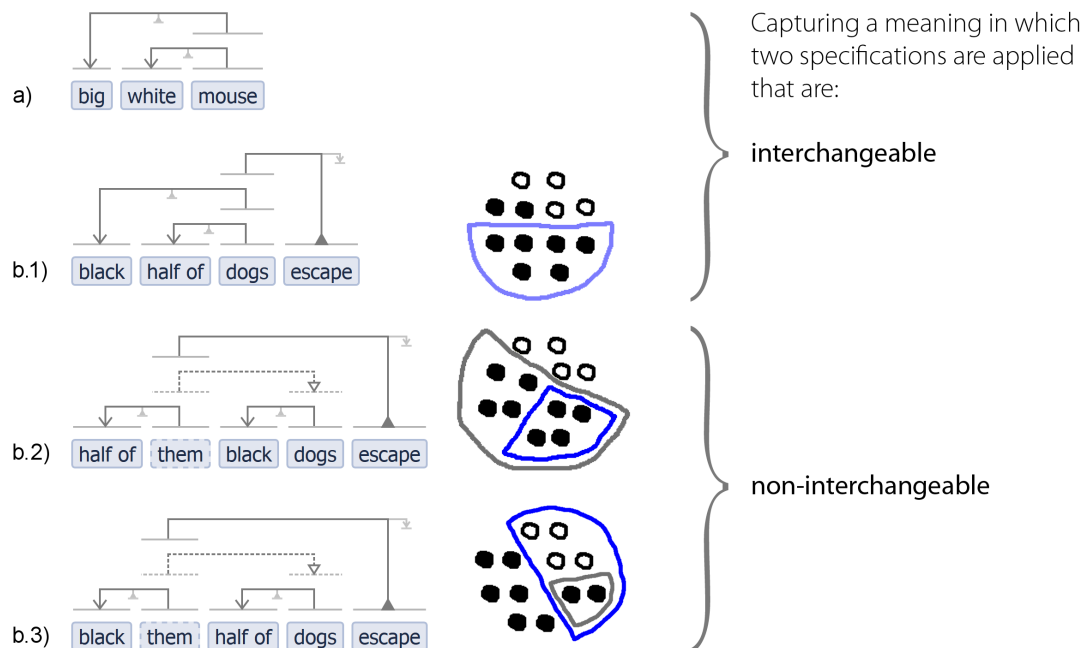 Capturing a meaning in which
two specifications are applied
that are:
a) big white mouse
intercheangeable
b.1) black half of dogs escape
b.2) half of them black dogs escape
non-interchangeable
b.3) black them half of dogs escape